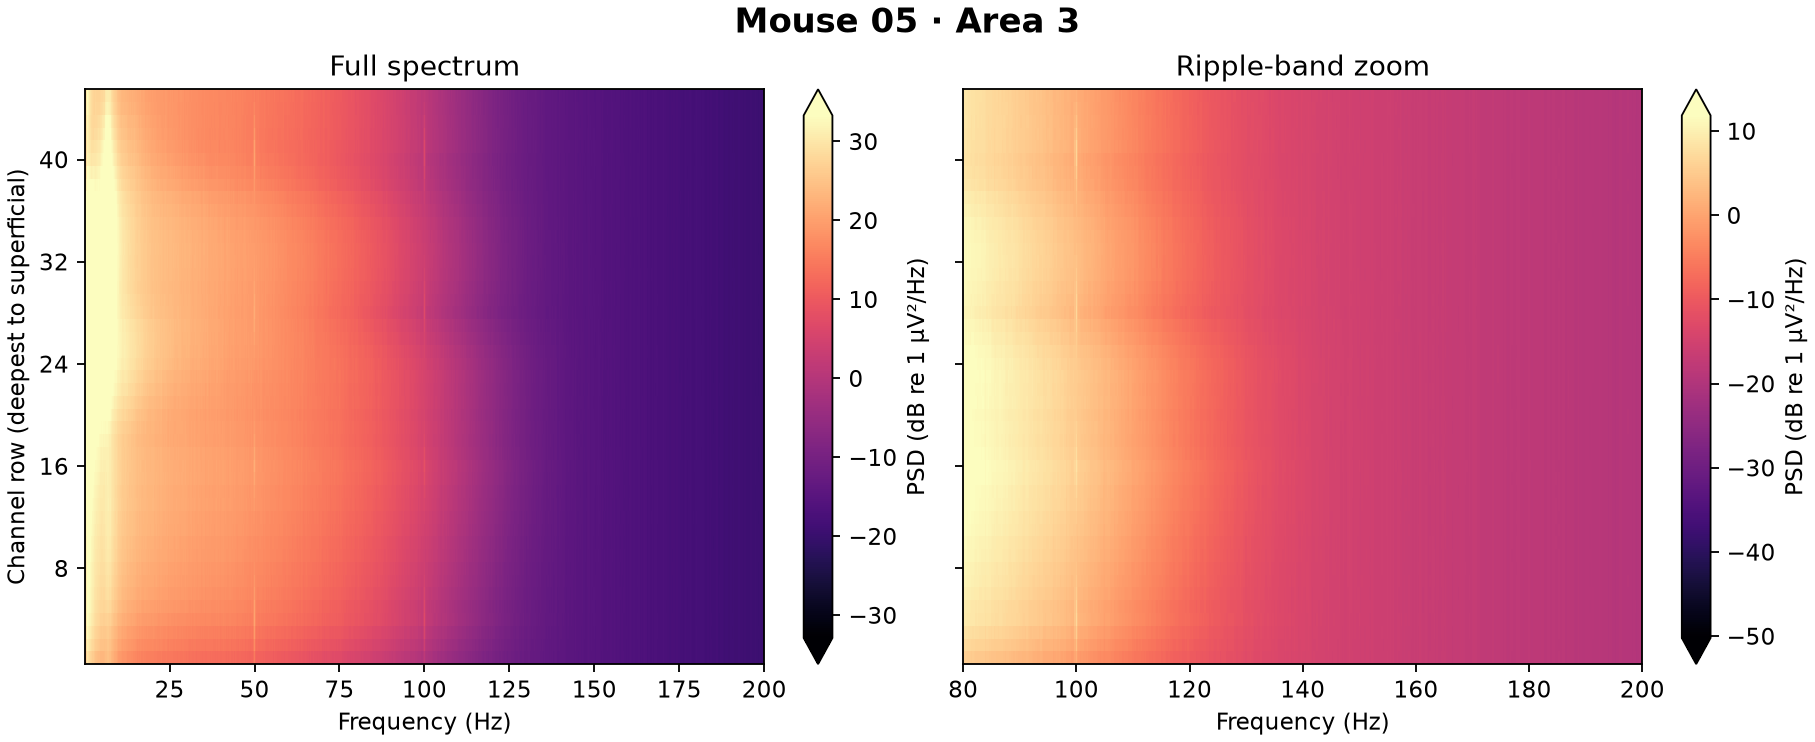 Mouse 05 · Area 3
Full spectrum
Ripple-band zoom
Channel row (deepest to superficial)
40
32
24
16
8
25 50 75 100 125 150 175 200
Frequency (Hz)
30
20
10
0
−10
−20
−30
PSD (dB re 1 µV²/Hz)
80 100 120 140 160 180 200
Frequency (Hz)
10
0
−10
−20
−30
−40
−50
PSD (dB re 1 µV²/Hz)